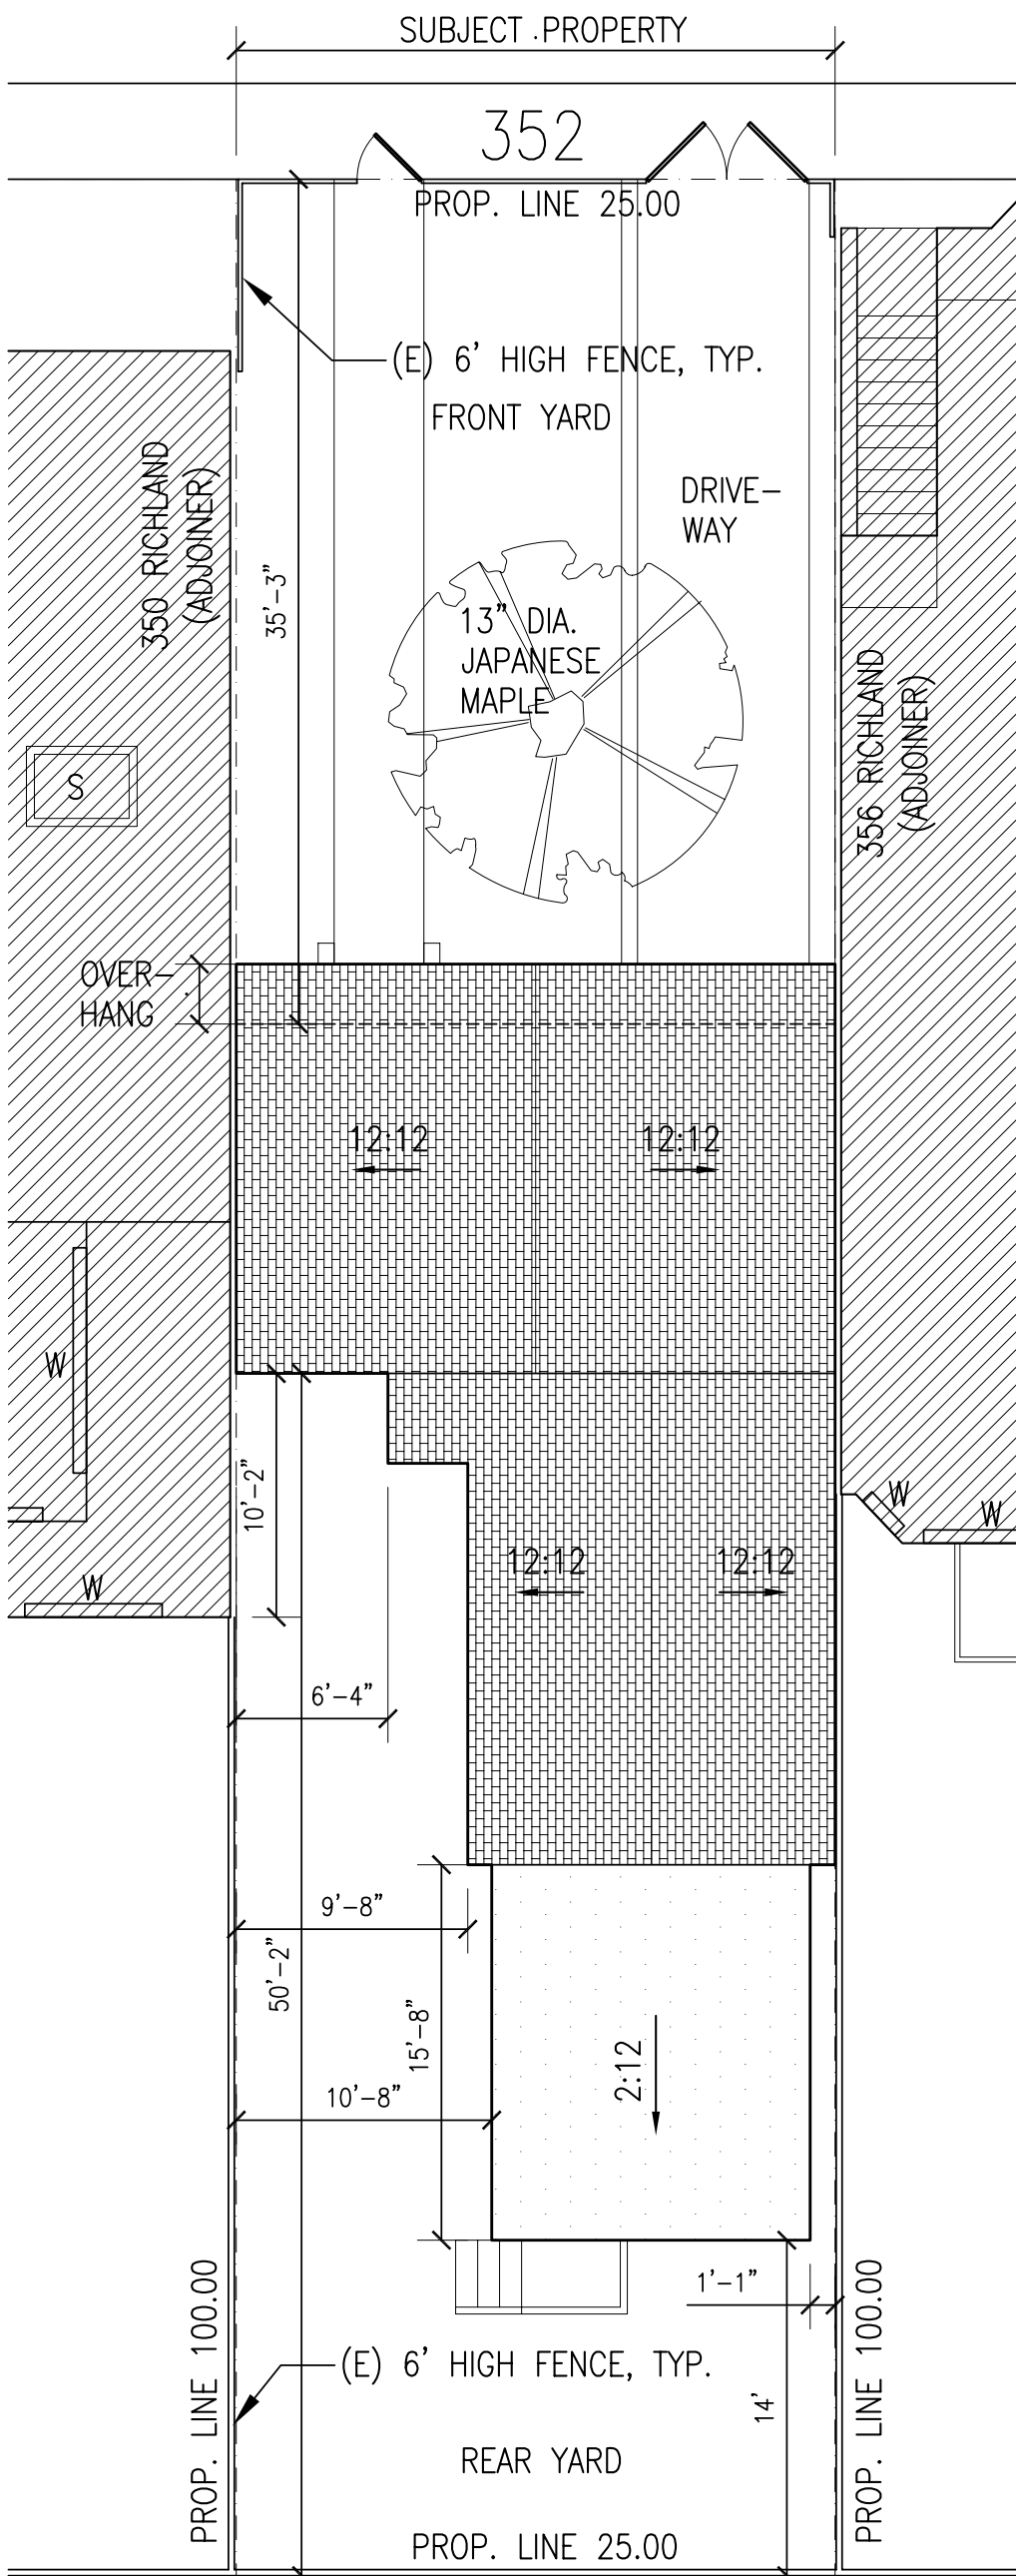 SUBJECT .PROPERTY
352
PROP. LINE 25.00
(E) 6' HIGH FENCE, TYP.
FRONT YARD
DRIVE-
WAY
350 RICHLAND
(ADJOINER)
35'-3"
13" DIA.
JAPANESE
MAPLE
356 RICHLAND
(ADJOINER)
S
OVER-
HANG
12:12
12:12
W
10'-2"
W
W
12:12
12:12
W
6'-4"
9'-8"
50'-2"
15'-8"
2:12
10'-8"
1'-1"
PROP. LINE 100.00
PROP. LINE 100.00
(E) 6' HIGH FENCE, TYP.
14'
REAR YARD
PROP. LINE 25.00